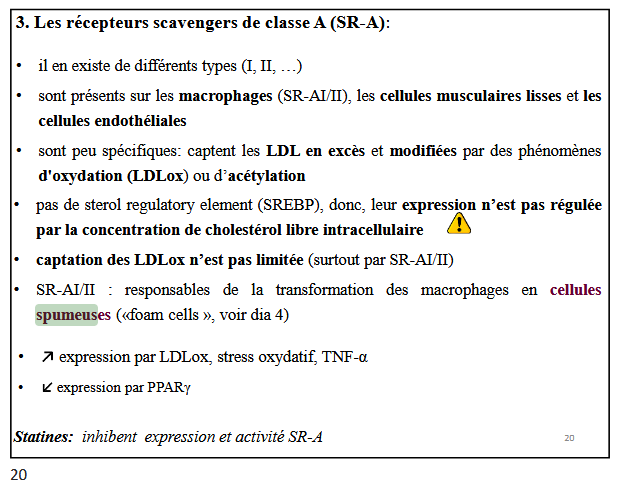 3. Les récepteurs scavengers de classe A (SR-A):
• il en existe de différents types (I, II, …)
• sont présents sur les macrophages (SR-AI/II), les cellules musculaires lisses et les
cellules endothéliales
• sont peu spécifiques: captent les LDL en excès et modifiées par des phénomènes
d'oxydation (LDLox) ou d'acétylation
• pas de sterol regulatory element (SREBP), donc, leur expression n'est pas régulée
par la concentration de cholestérol libre intracellulaire
• captation des LDLox n'est pas limitée (surtout par SR-AI/II)
• SR-AI/II : responsables de la transformation des macrophages en cellules
spumeuses («foam cells », voir dia 4)
• ↗ expression par LDLox, stress oxydatif, TNF-α
• ↙ expression par PPARγ
Statines: inhibent expression et activité SR-A
20
20